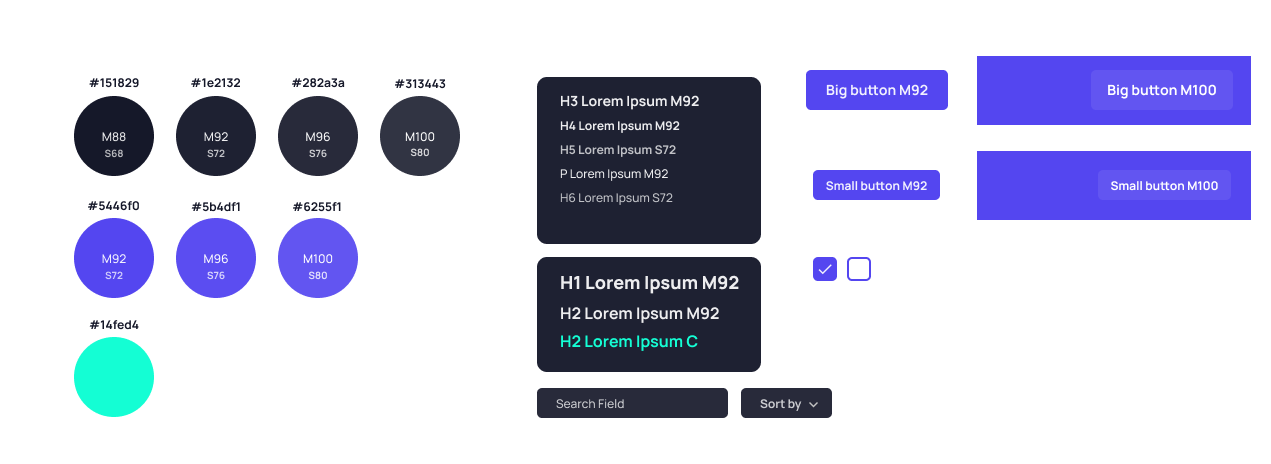 #151829
#1e2132
#282a3a
#313443
M88
S68
M92
S72
M96
S76
M100
S80
#5446f0
#5b4df1
#6255f1
M92
S72
M96
S76
M100
S80
#14fed4
H3 Lorem Ipsum M92
H4 Lorem Ipsum M92
H5 Lorem Ipsum S72
P Lorem Ipsum M92
H6 Lorem Ipsum S72
H1 Lorem Ipsum M92
H2 Lorem Ipsum M92
H2 Lorem Ipsum C
Search Field
Sort by
Big button M92
Big button M100
Small button M92
Small button M100